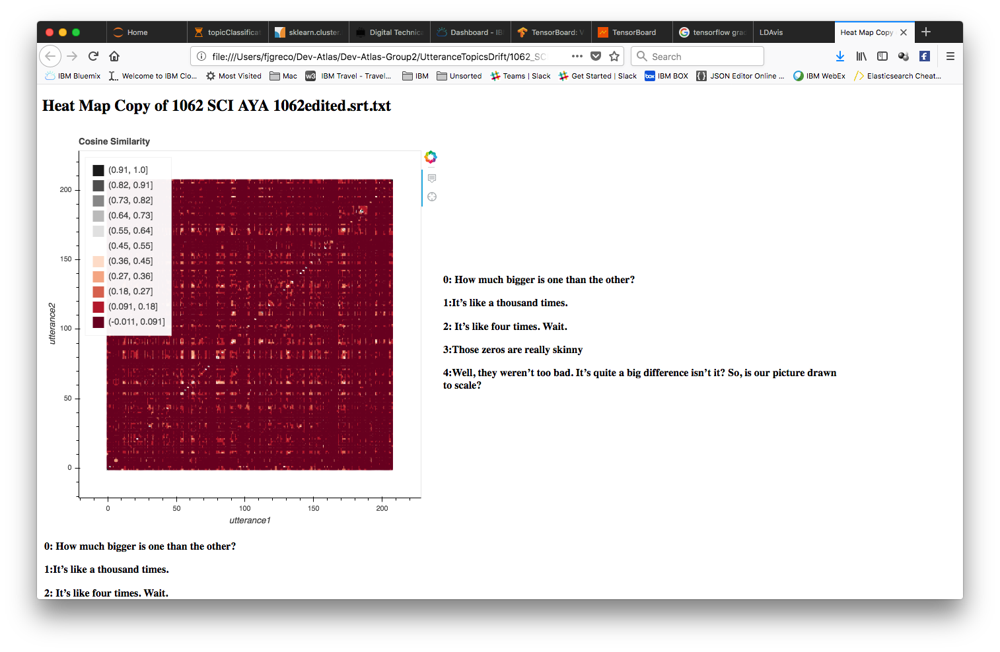 Home
topicClassificat
sklearn.cluster.
Digital Technica
Dashboard - IB
TensorBoard: V
TensorBoard
tensorflow grad
LDAvis
Heat Map Copy
file:///Users/fjgreco/Dev-Atlas/Dev-Atlas-Group2/UtteranceTopicsDrift/1062_SC
Search
IBM Bluemix
Welcome to IBM Clo...
Most Visited
Mac
w3
IBM Travel - Travel...
IBM
Unsorted
Teams | Slack
Get Started | Slack
box
IBM BOX
JSON Editor Online ...
IBM WebEx
Elasticsearch Cheat...
Heat Map Copy of 1062 SCI AYA 1062edited.srt.txt
Cosine Similarity
(0.91, 1.0]
(0.82, 0.91]
(0.73, 0.82]
(0.64, 0.73]
(0.55, 0.64]
(0.45, 0.55]
(0.36, 0.45]
(0.27, 0.36]
(0.18, 0.27]
(0.091, 0.18]
(-0.011, 0.091]
200
150
100
50
0
utterance2
0
50
100
150
200
utterance1
0: How much bigger is one than the other?
1:It’s like a thousand times.
2: It’s like four times. Wait.
3:Those zeros are really skinny
4:Well, they weren’t too bad. It’s quite a big difference isn’t it? So, is our picture drawn
to scale?
0: How much bigger is one than the other?
1:It’s like a thousand times.
2: It’s like four times. Wait.